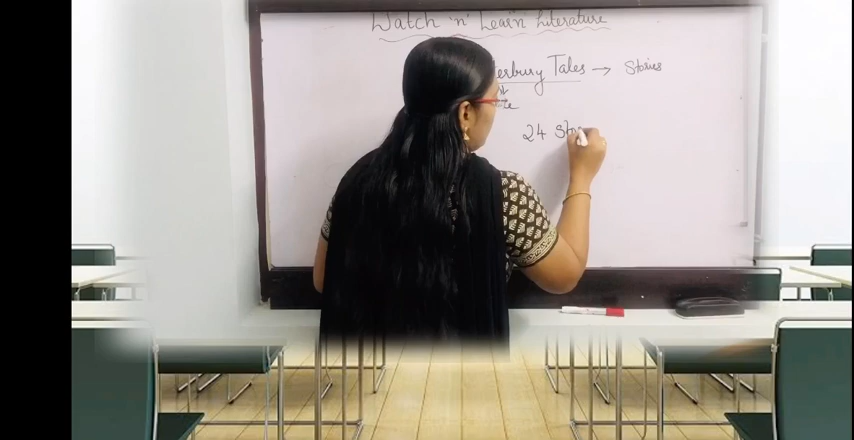 Watch 'n' Learn Literature
Tales → Stories
24